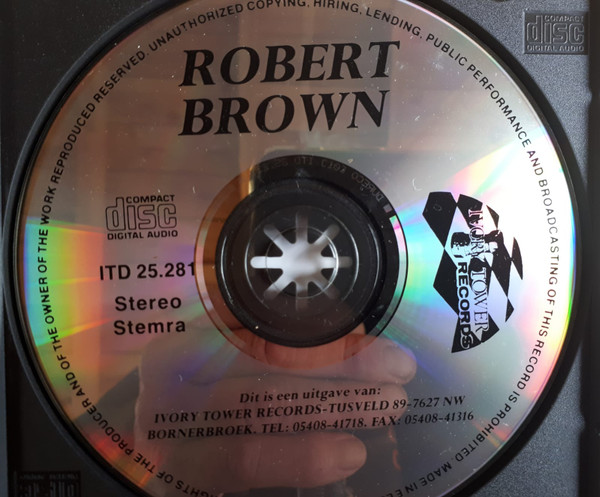 ROBERT
BROWN
COMPACT
disc
DIGITAL AUDIO
COMPACT
disc
DIGITAL AUDIO
ITD 25.281
Stereo
Stemra
IVORY TOWER
RECORDS
Dit is een uitgave van:
IVORY TOWER RECORDS-TUSVELD 89-7627 NW
BORNERBROEK. TEL: 05408-41718. FAX: 05408-41316
RIGHTS OF THE PRODUCER AND OF THE OWNER OF THE WORK REPRODUCED RESERVED. UNAUTHORIZED COPYING, HIRING, LENDING, PUBLIC PERFORMANCE AND BROADCASTING OF THIS RECORD IS PROHIBITED. MADE IN